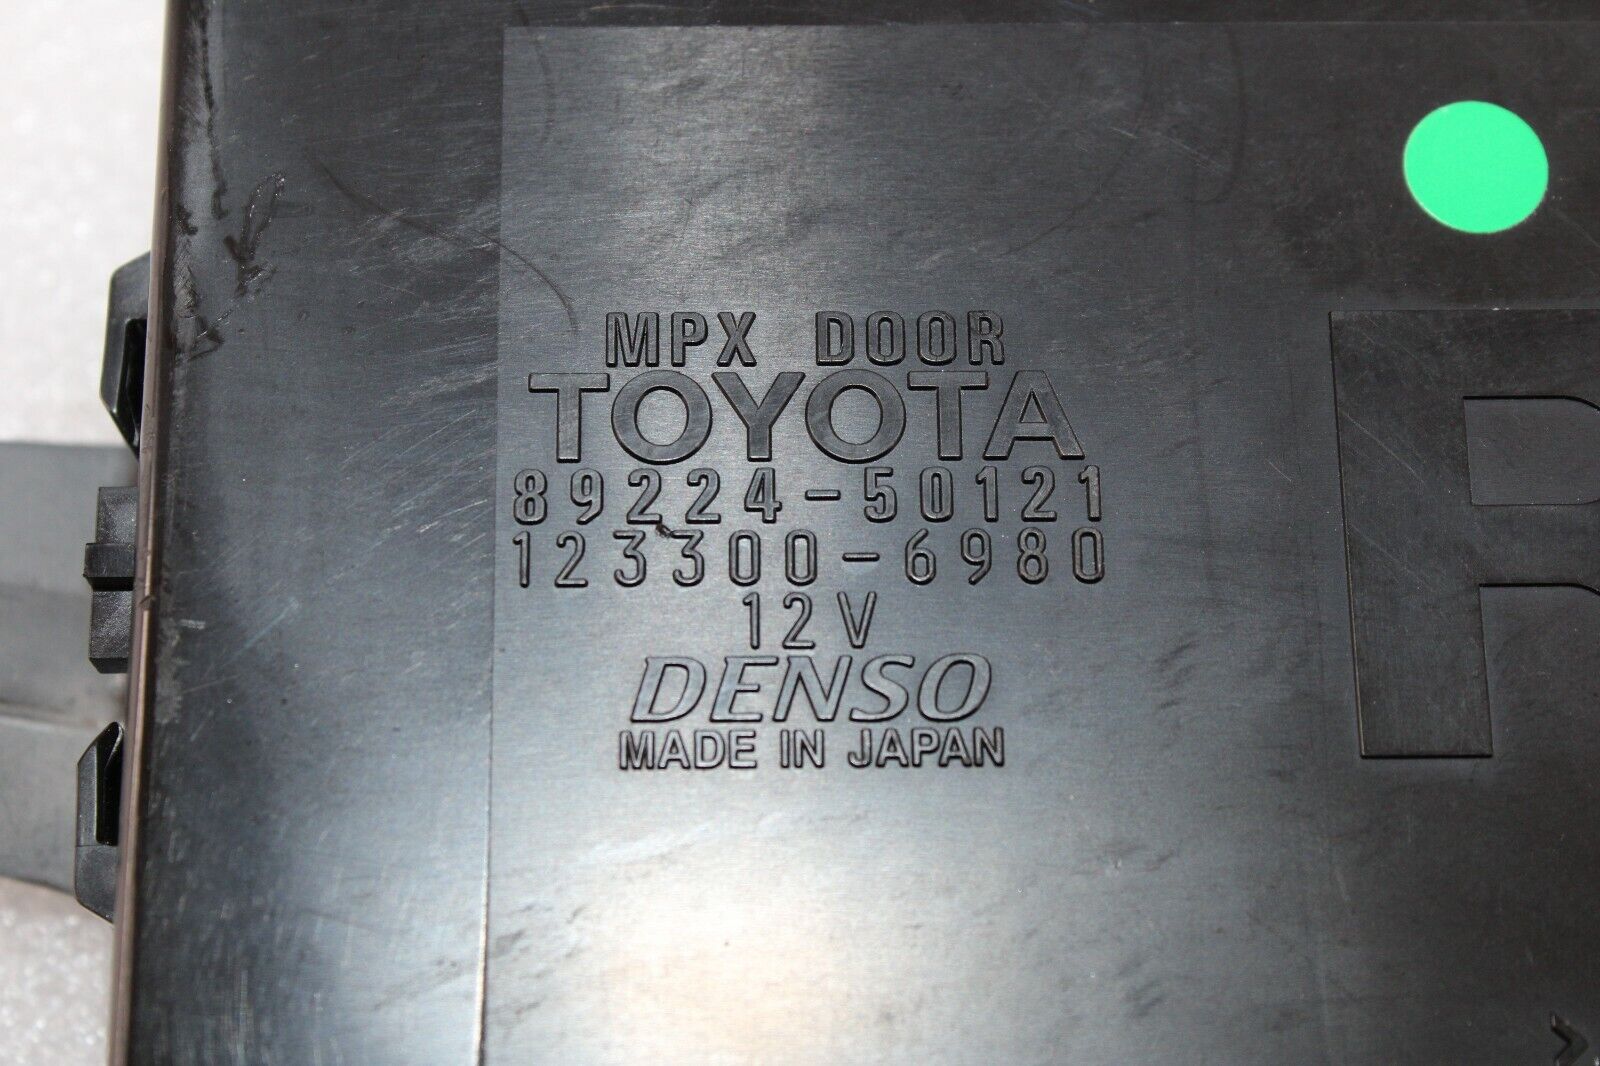 MPX DOOR
TOYOTA
89224-50121
123300-6980
12V
DENSO
MADE IN JAPAN
R